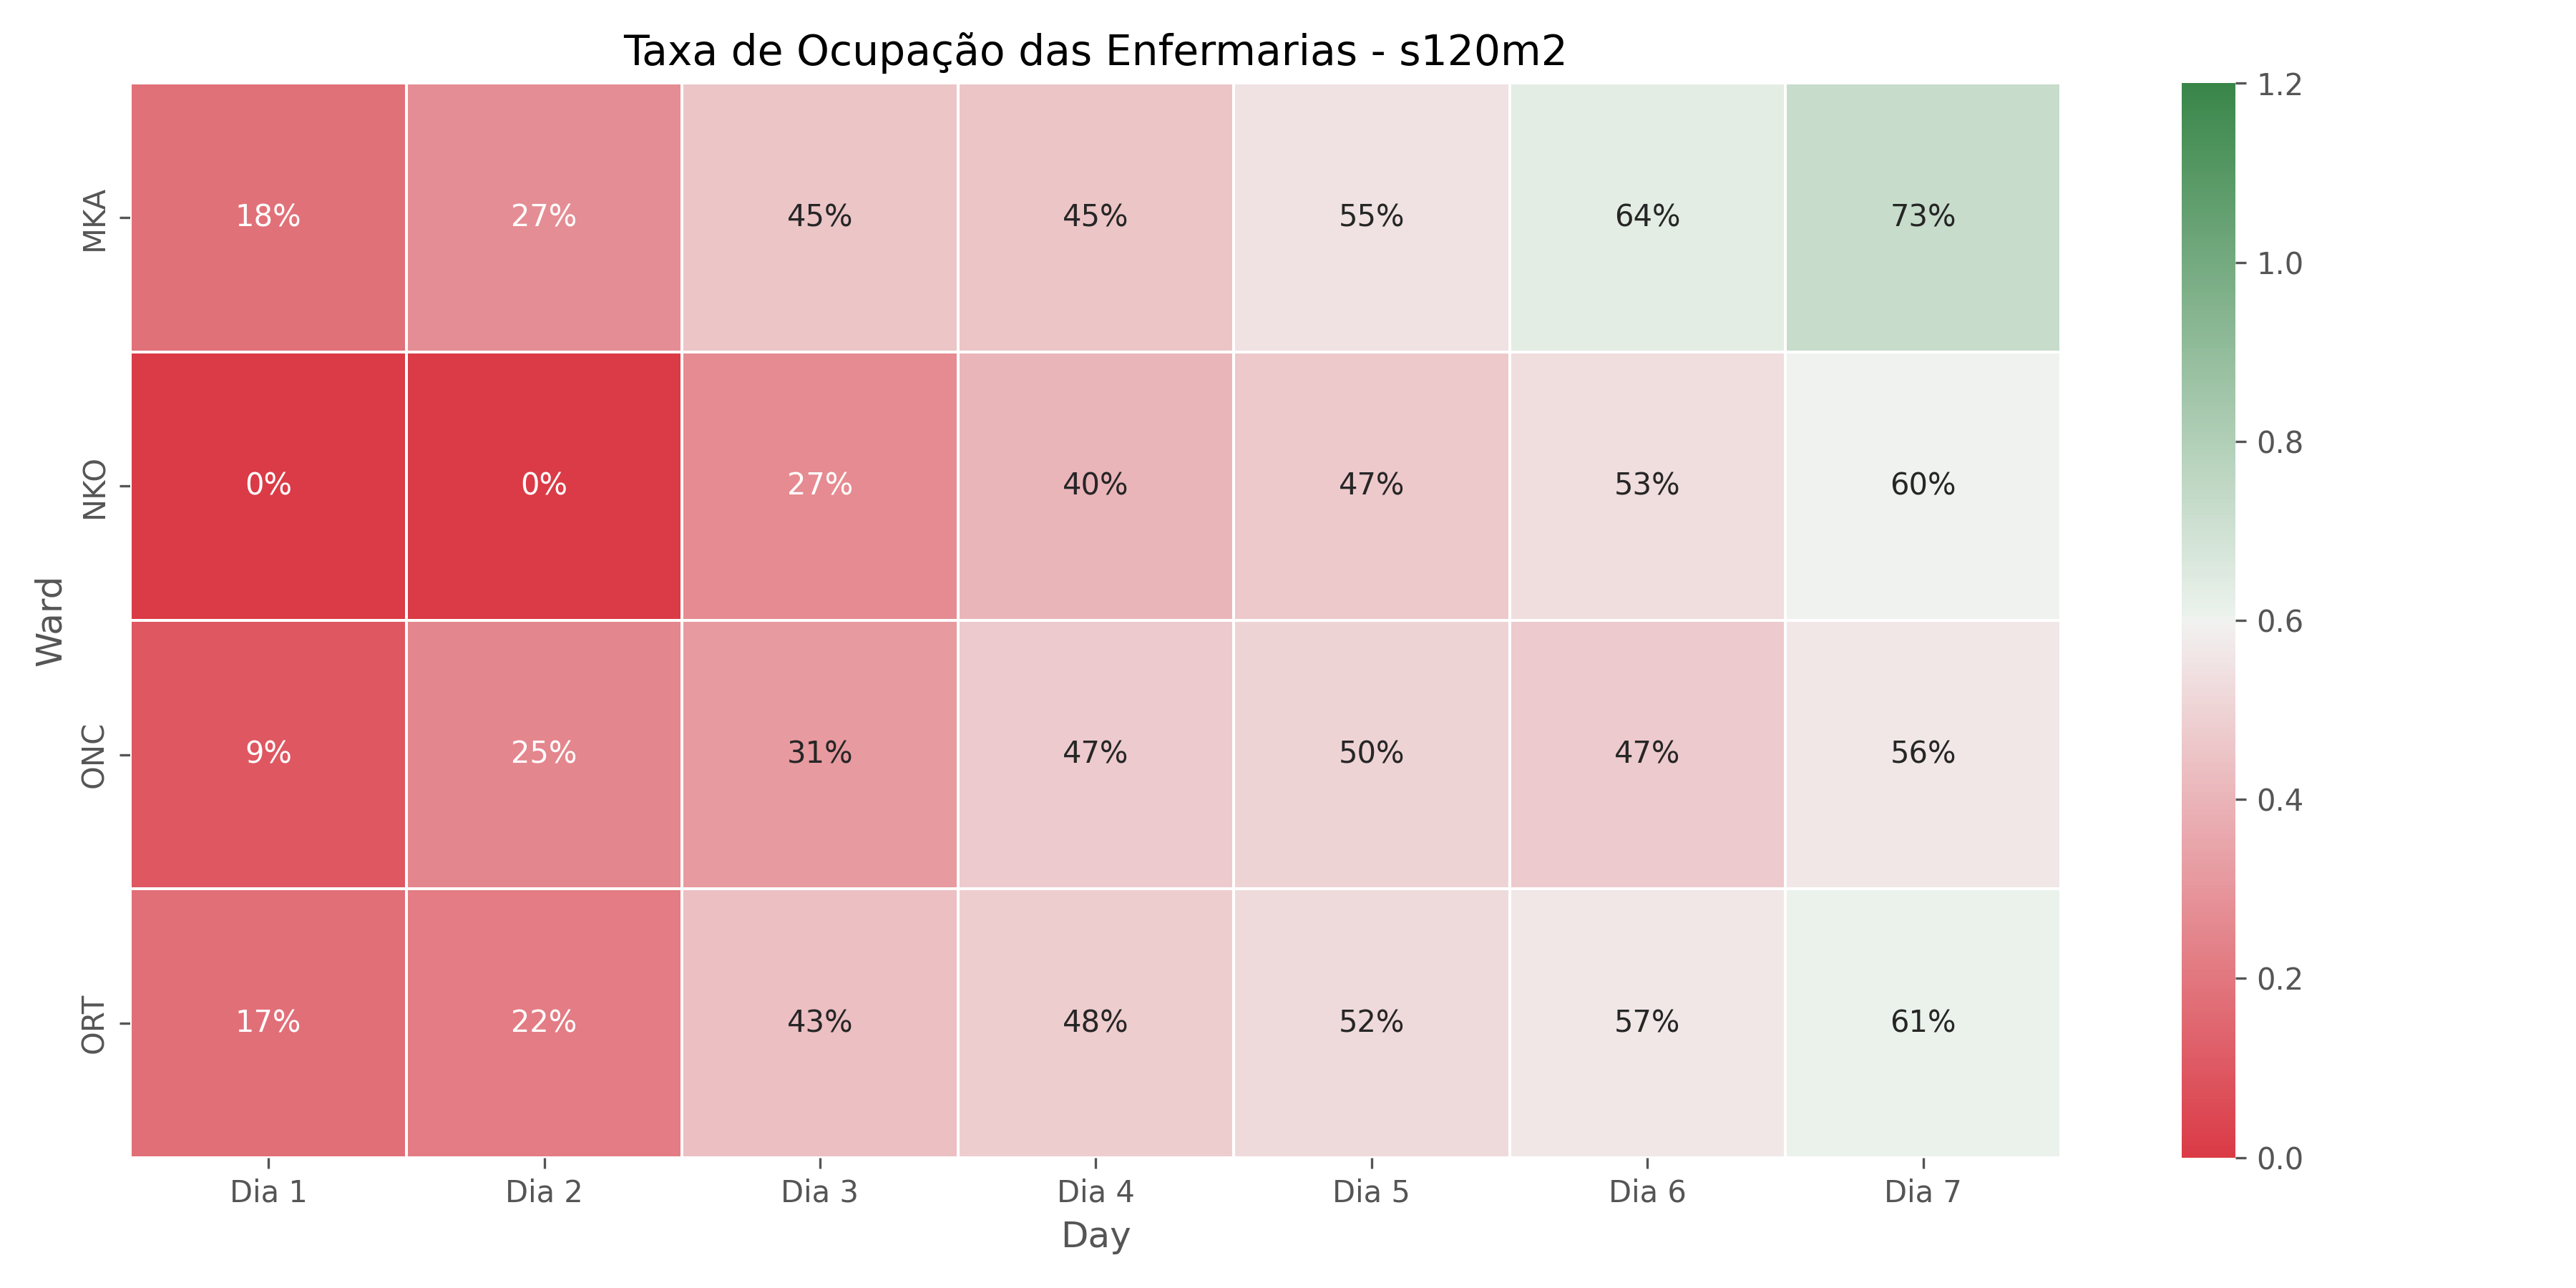 Taxa de Ocupação das Enfermarias - s120m2
MKA 18% 27% 45% 45% 55% 64% 73%
NKO 0% 0% 27% 40% 47% 53% 60%
ONC 9% 25% 31% 47% 50% 47% 56%
ORT 17% 22% 43% 48% 52% 57% 61%
Ward
Dia 1 Dia 2 Dia 3 Dia 4 Dia 5 Dia 6 Dia 7
Day
1.2
1.0
0.8
0.6
0.4
0.2
0.0